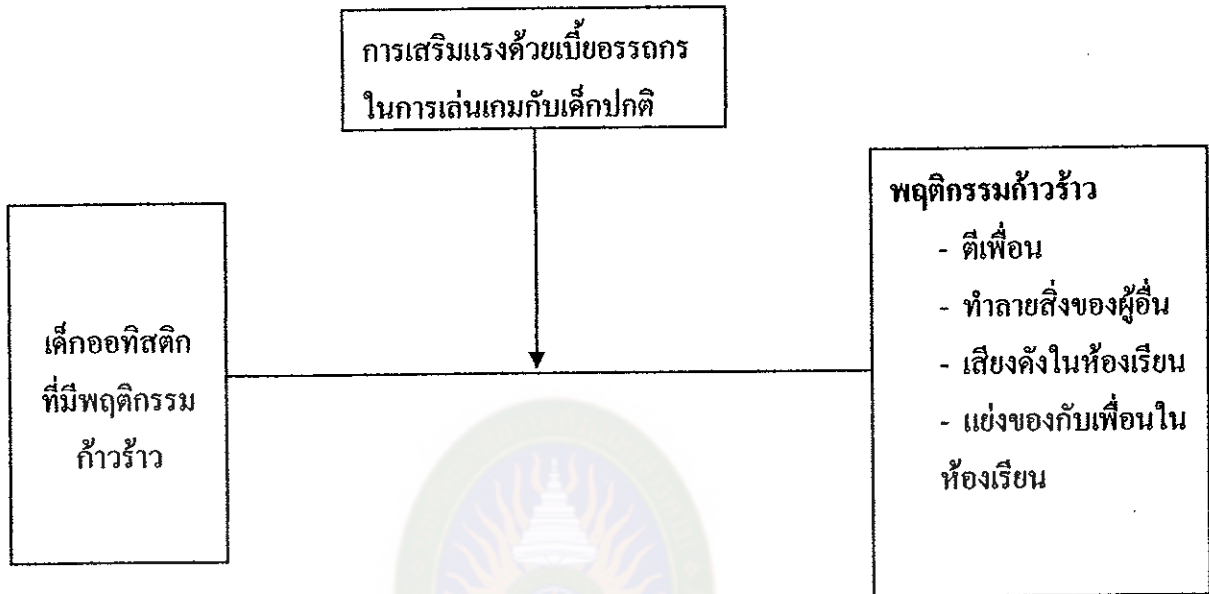 การเสริมแรงด้วยเบี้ยอรรถกร
ในการเล่นเกมกับเด็กปกติ
เด็กออทิสติก
ที่มีพฤติกรรม
ก้าวร้าว
พฤติกรรมก้าวร้าว
- ตีเพื่อน
- ทำลายสิ่งของผู้อื่น
- เสียงดังในห้องเรียน
- แย่งของกับเพื่อนใน
ห้องเรียน